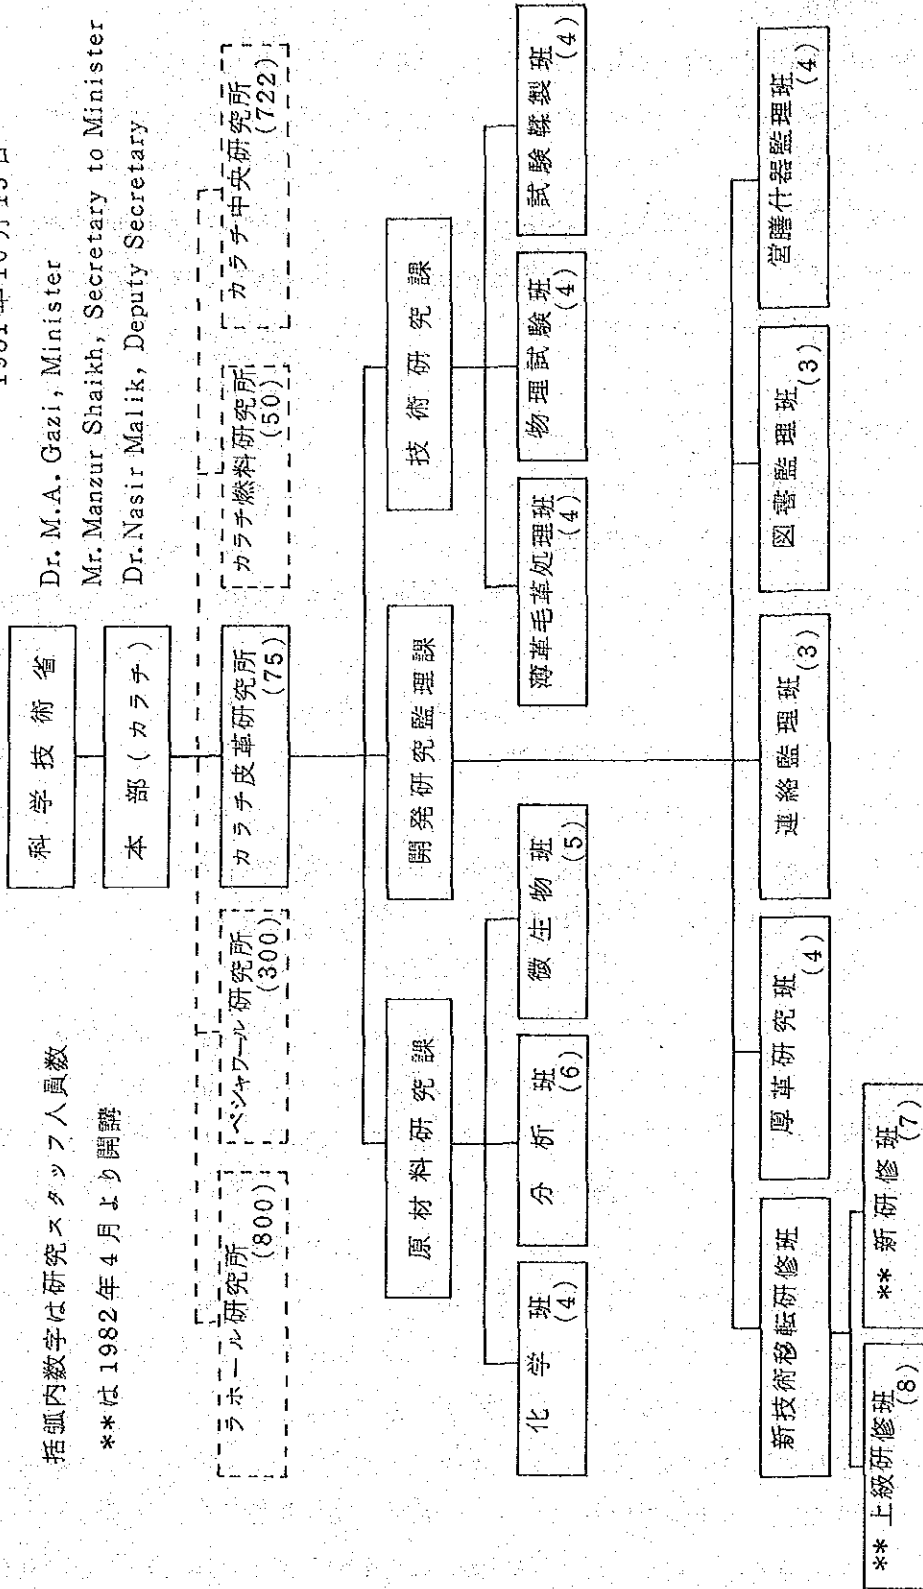 1981年10月15日
括弧内数字は研究スタッフ人員数
**は1982年4月より開講
Dr. M.A. Gazi, Minister
Mr. Manzur Shaikh, Secretary to Minister
Dr. Nasir Malik, Deputy Secretary
科学技術省
本部(カラチ)
ラホール研究所
(800)
ペシャワール研究所
(300)
カラチ皮革研究所
(75)
カラチ燃料研究所
(50)
カラチ中央研究所
(722)
原材料研究課
開発研究監理課
技術研究課
化学班
(4)
分析班
(6)
微生物班
(5)
薄革毛革処理班
(4)
物理試験班
(4)
試験鞣製班
(4)
新技術移転研修班
厚革研究班
(4)
連絡監理班
(3)
図書監理班
(3)
営膳什器監理班
(4)
**上級研修班
(8)
**新研修班
(7)